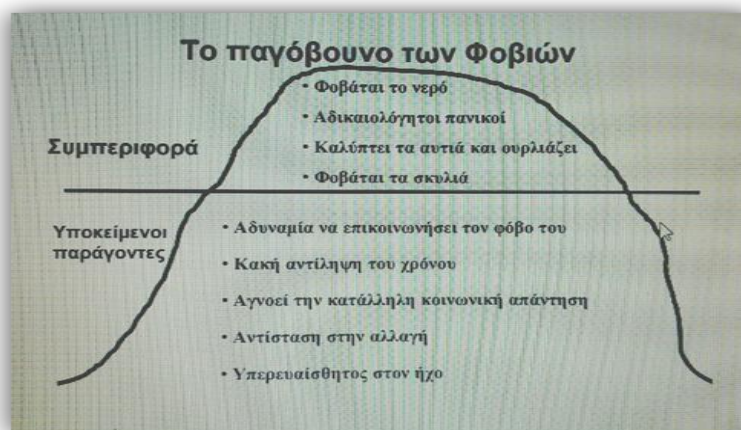 Το παγόβουνο των Φοβιών
Συμπεριφορά
• Φοβάται το νερό
• Αδικαιολόγητοι πανικοί
• Καλύπτει τα αυτιά και ουρλιάζει
• Φοβάται τα σκυλιά
Υποκείμενοι
παράγοντες
• Αδυναμία να επικοινωνήσει τον φόβο του
• Κακή αντίληψη του χρόνου
• Αγνοεί την κατάλληλη κοινωνική απάντηση
• Αντίσταση στην αλλαγή
• Υπερευαίσθητος στον ήχο